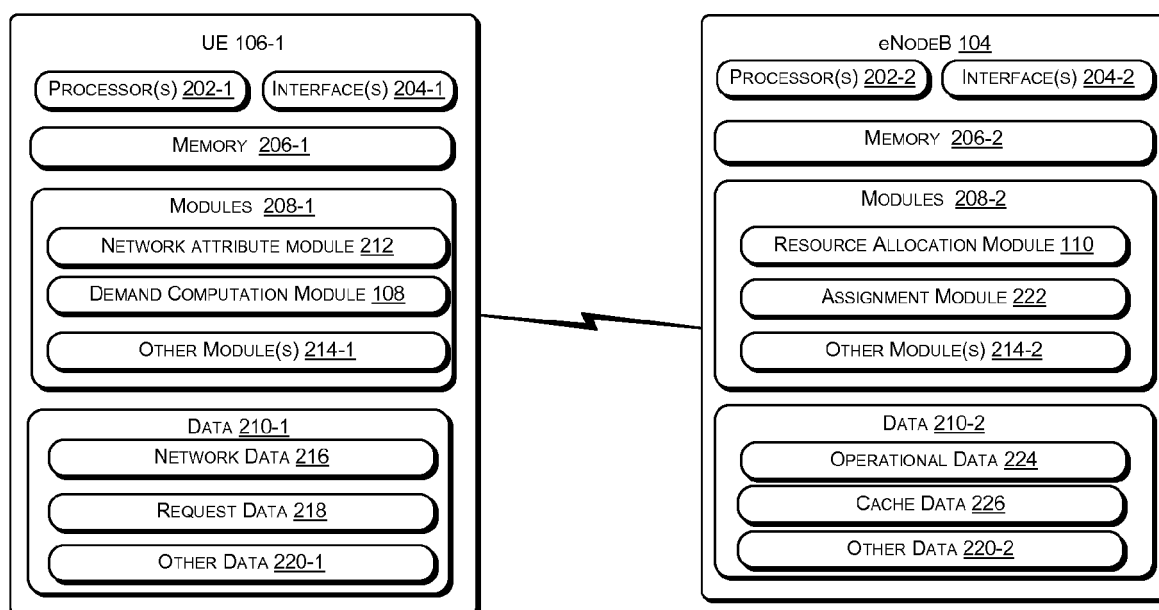 UE 106-1
PROCESSOR(S) 202-1
INTERFACE(S) 204-1
MEMORY 206-1
MODULES 208-1
NETWORK ATTRIBUTE MODULE 212
DEMAND COMPUTATION MODULE 108
OTHER MODULE(S) 214-1
DATA 210-1
NETWORK DATA 216
REQUEST DATA 218
OTHER DATA 220-1
eNODEB 104
PROCESSOR(S) 202-2
INTERFACE(S) 204-2
MEMORY 206-2
MODULES 208-2
RESOURCE ALLOCATION MODULE 110
ASSIGNMENT MODULE 222
OTHER MODULE(S) 214-2
DATA 210-2
OPERATIONAL DATA 224
CACHE DATA 226
OTHER DATA 220-2